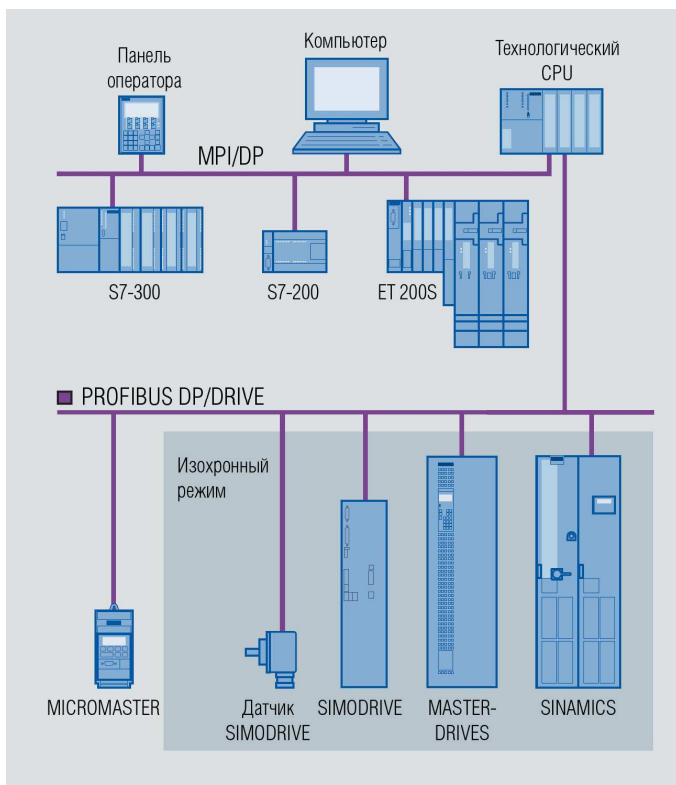 Панель
оператора
Компьютер
Технологический
CPU
MPI/DP
S7-300
S7-200
ET 200S
PROFIBUS DP/DRIVE
Изохронный
режим
MICROMASTER
Датчик
SIMODRIVE
SIMODRIVE
MASTER-
DRIVES
SINAMICS